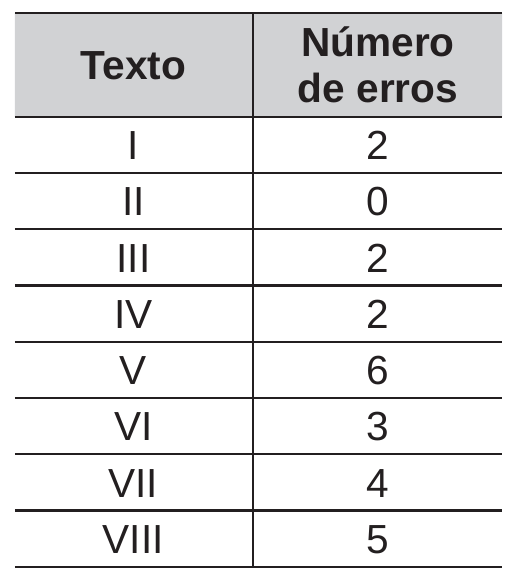 Texto Número
de erros
I 2
II 0
III 2
IV 2
V 6
VI 3
VII 4
VIII 5